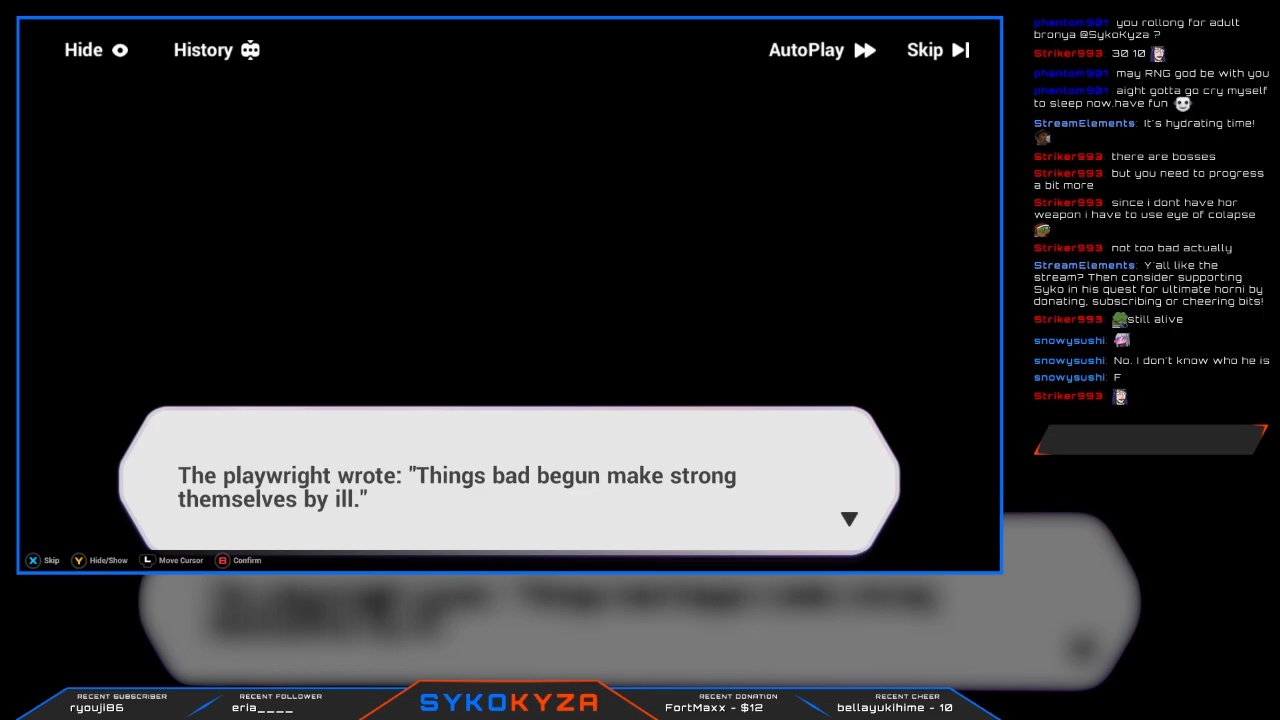 Hide
History
AutoPlay
Skip
The playwright wrote: "Things bad begun make strong
themselves by ill."
X Skip
Y Hide/Show
L Move Cursor
B Confirm
phantom901 you rollong for adult
bronya @SykoKyza ?
Striker993 30 10
phantom901 may RNG god be with you
phantom901 aight gotta go cry myself
to sleep now.have fun
StreamElements: It's hydrating time!
Striker993 there are bosses
Striker993 but you need to progress
a bit more
Striker993 since i dont have hor
weapon i have to use eye of colapse
Striker993 not too bad actually
StreamElements: Y'all like the
stream? Then consider supporting
Syko in his quest for ultimate horni by
donating, subscribing or cheering bits!
Striker993 still alive
snowysushi:
snowysushi: No. I don't know who he is
snowysushi: F
Striker993
RECENT SUBSCRIBER
ryouji86
RECENT FOLLOWER
eria____
SYKOKYZA
RECENT DONATION
FortMaxx - $12
RECENT CHEER
bellayukihime - 10